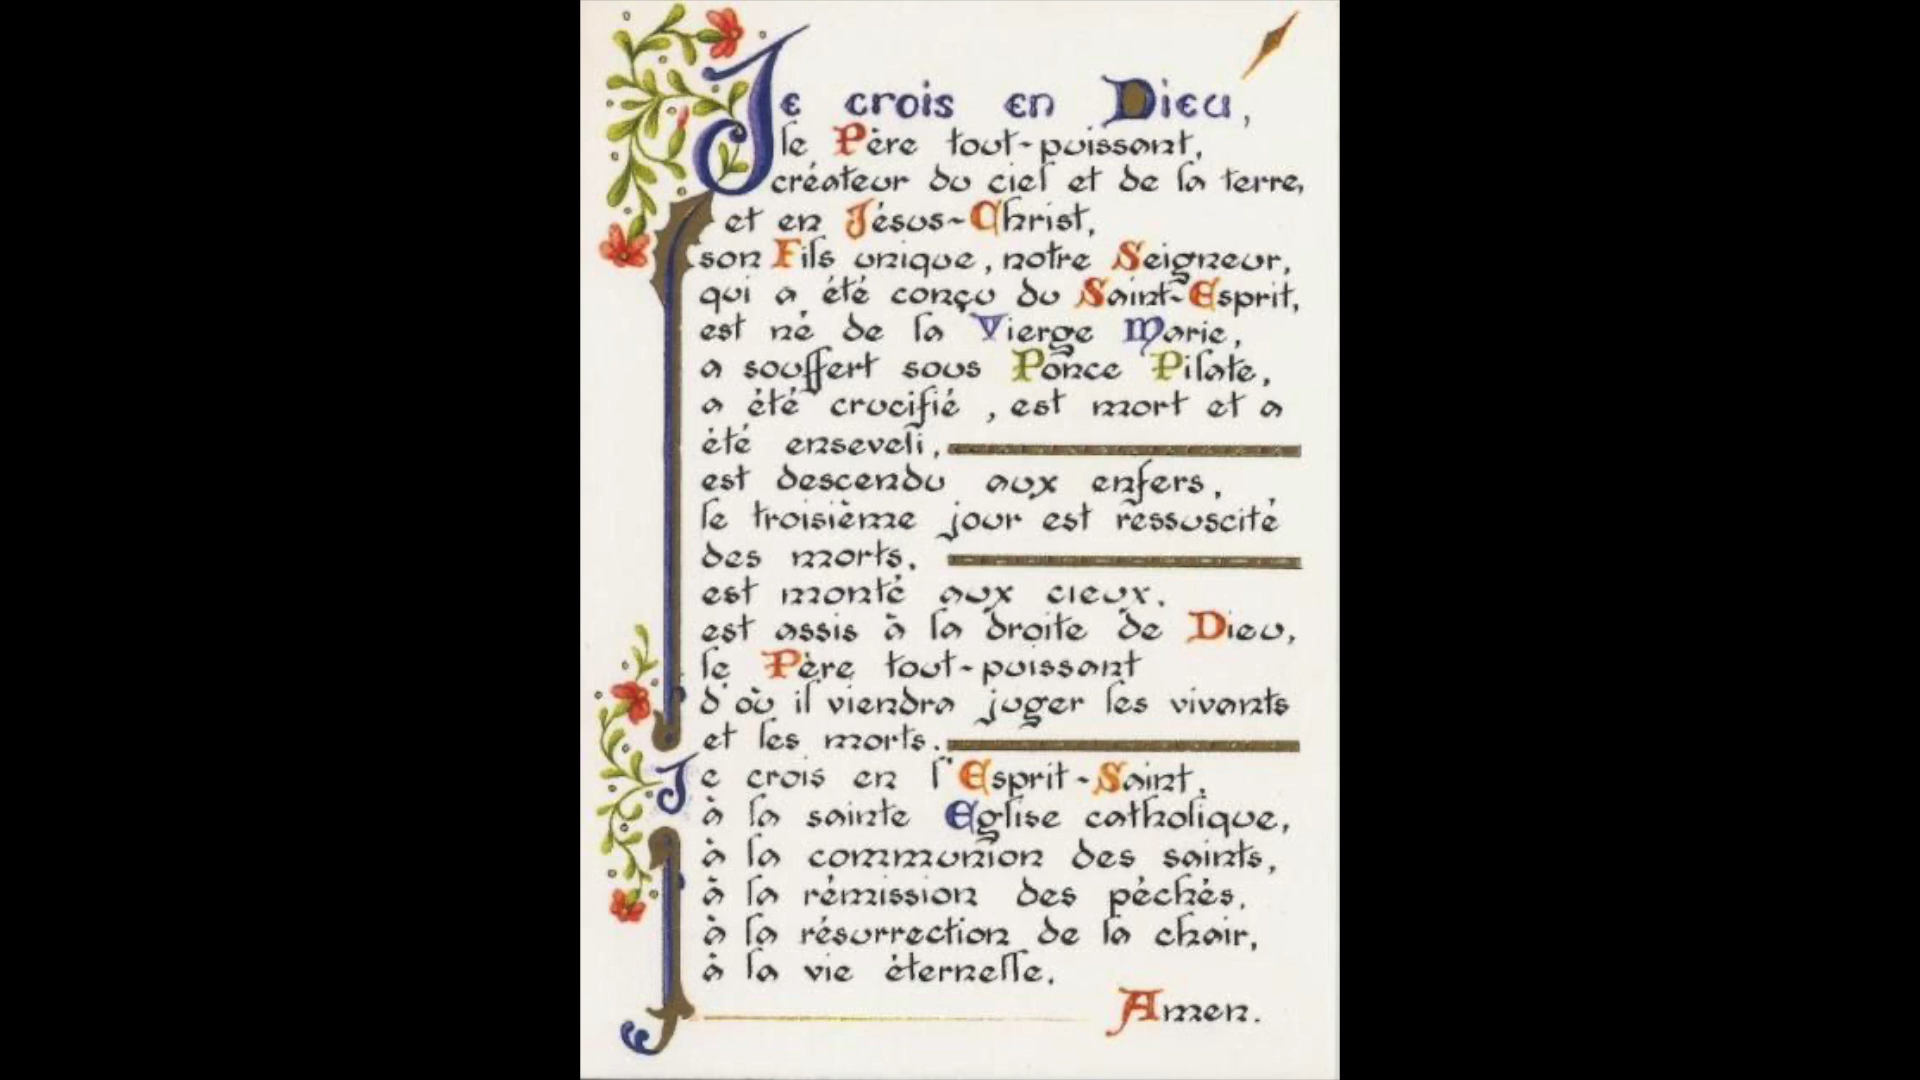 Je crois en Dieu,
le Père tout-puissant,
créateur du ciel et de la terre,
et en Jésus-Christ,
son Fils unique, notre Seigneur,
qui a été conçu du Saint-Esprit,
est né de la Vierge Marie,
a souffert sous Ponce Pilate,
a été crucifié, est mort et a
été enseveli,
est descendu aux enfers,
le troisième jour est ressuscité
des morts,
est monté aux cieux,
est assis à la droite de Dieu,
le Père tout-puissant
d'où il viendra juger les vivants
et les morts.
Je crois en l'Esprit-Saint,
à la sainte Eglise catholique,
à la communion des saints,
à la rémission des péchés,
à la résurrection de la chair,
à la vie éternelle.
Amen.